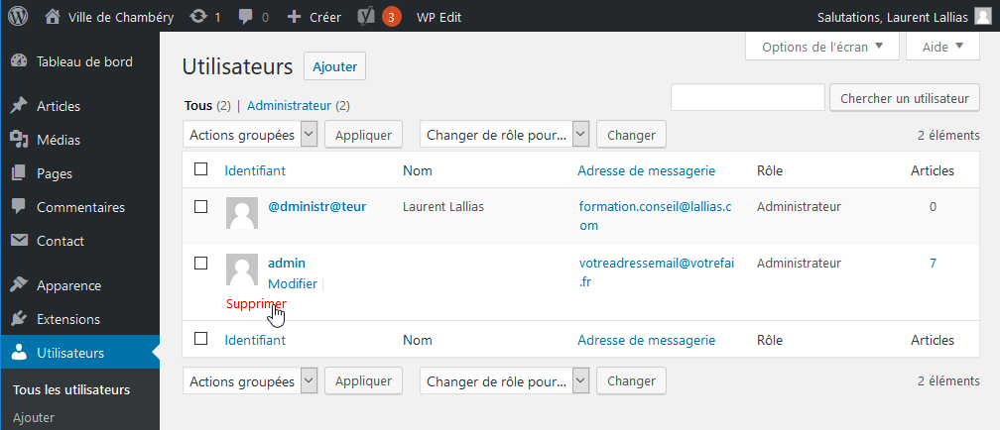 Ville de Chambéry 1 0 + Créer 3 WP Edit Salutations, Laurent Lallias
Tableau de bord
Articles
Médias
Pages
Commentaires
Contact
Apparence
Extensions
Utilisateurs
Tous les utilisateurs
Ajouter
Options de l'écran Aide
Utilisateurs Ajouter
Tous (2) | Administrateur (2)
Chercher un utilisateur
Actions groupées Appliquer Changer de rôle pour... Changer 2 éléments
Identifiant Nom Adresse de messagerie Rôle Articles
@dministr@teur Laurent Lallias formation.conseil@lallias.c Administrateur 0
om
admin votreadressemail@votrefai Administrateur 7
Modifier | .fr
Supprimer
Identifiant Nom Adresse de messagerie Rôle Articles
Actions groupées Appliquer Changer de rôle pour... Changer 2 éléments